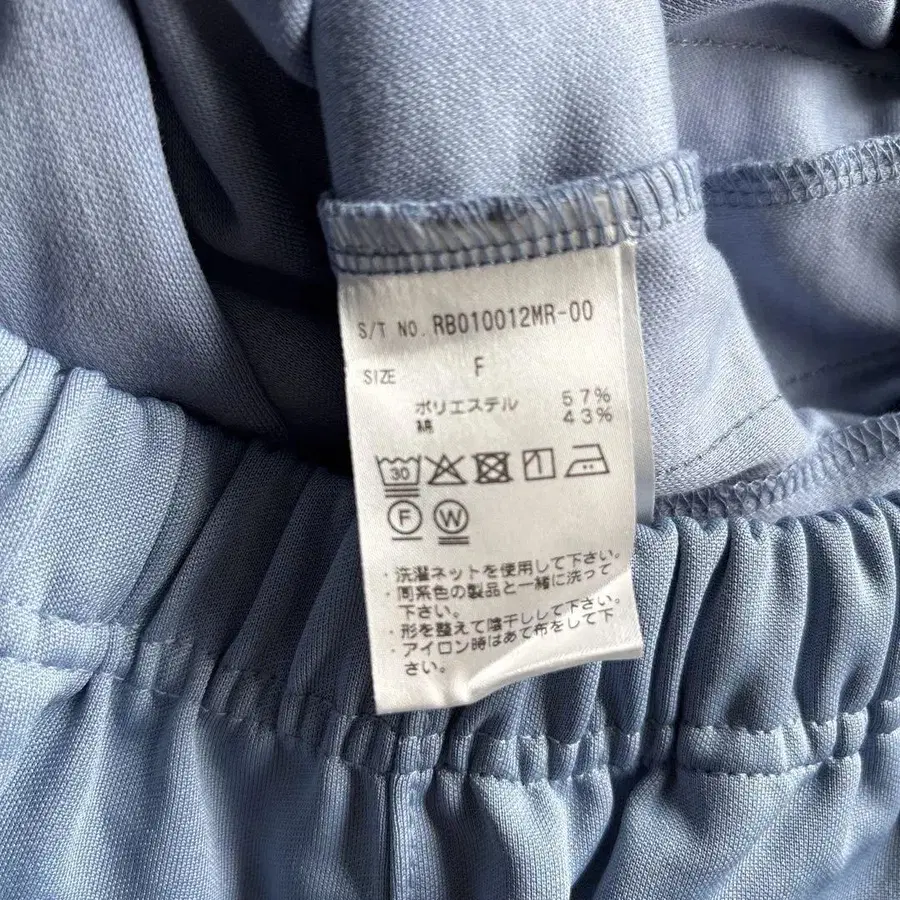 S/T NO. RB010012MR-00
SIZE F
ポリエステル 57%
綿 43%
30
F W
・洗濯ネットを使用して下さい。
・同系色の製品と一緒に洗って
下さい。
・形を整えて陰干しして下さい。
・アイロン時はあて布をして下
さい。